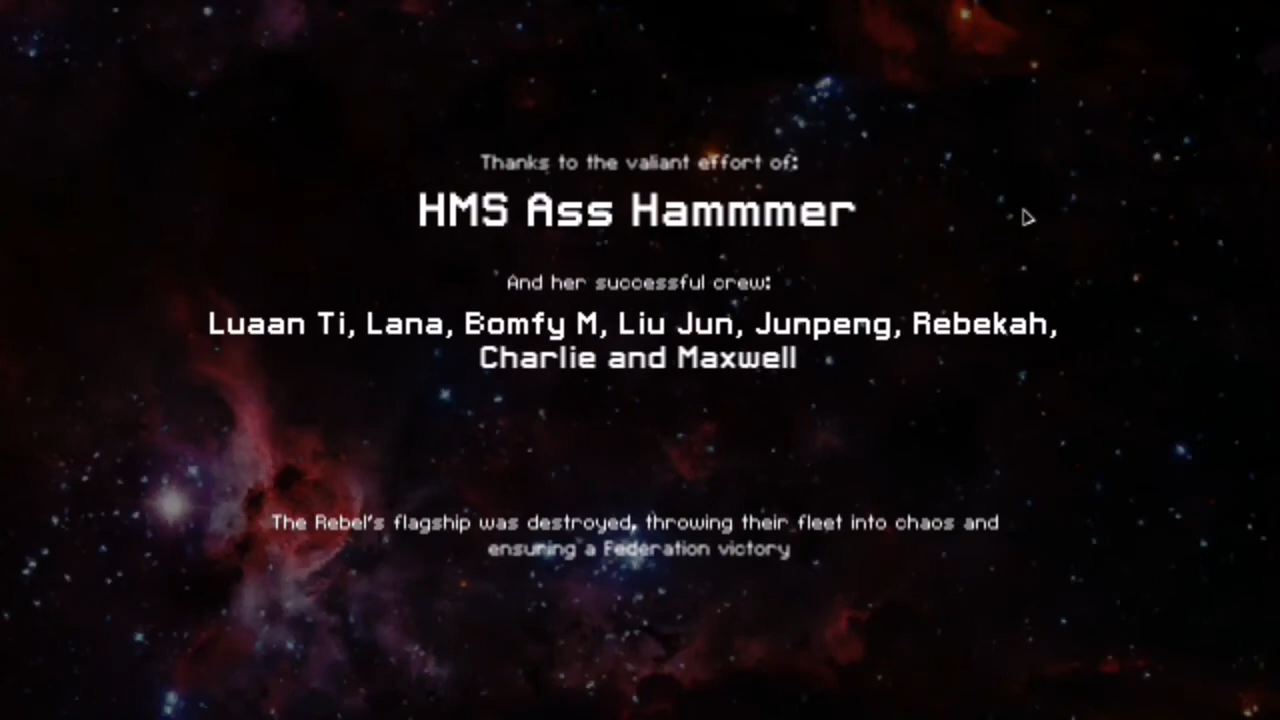 Thanks to the valiant effort of:
HMS Ass Hammmer
And her successful crew:
Luaan Ti, Lana, Bomfy M, Liu Jun, Junpeng, Rebekah,
Charlie and Maxwell
The Rebel's flagship was destroyed, throwing their fleet into chaos and
ensuring a Federation victory